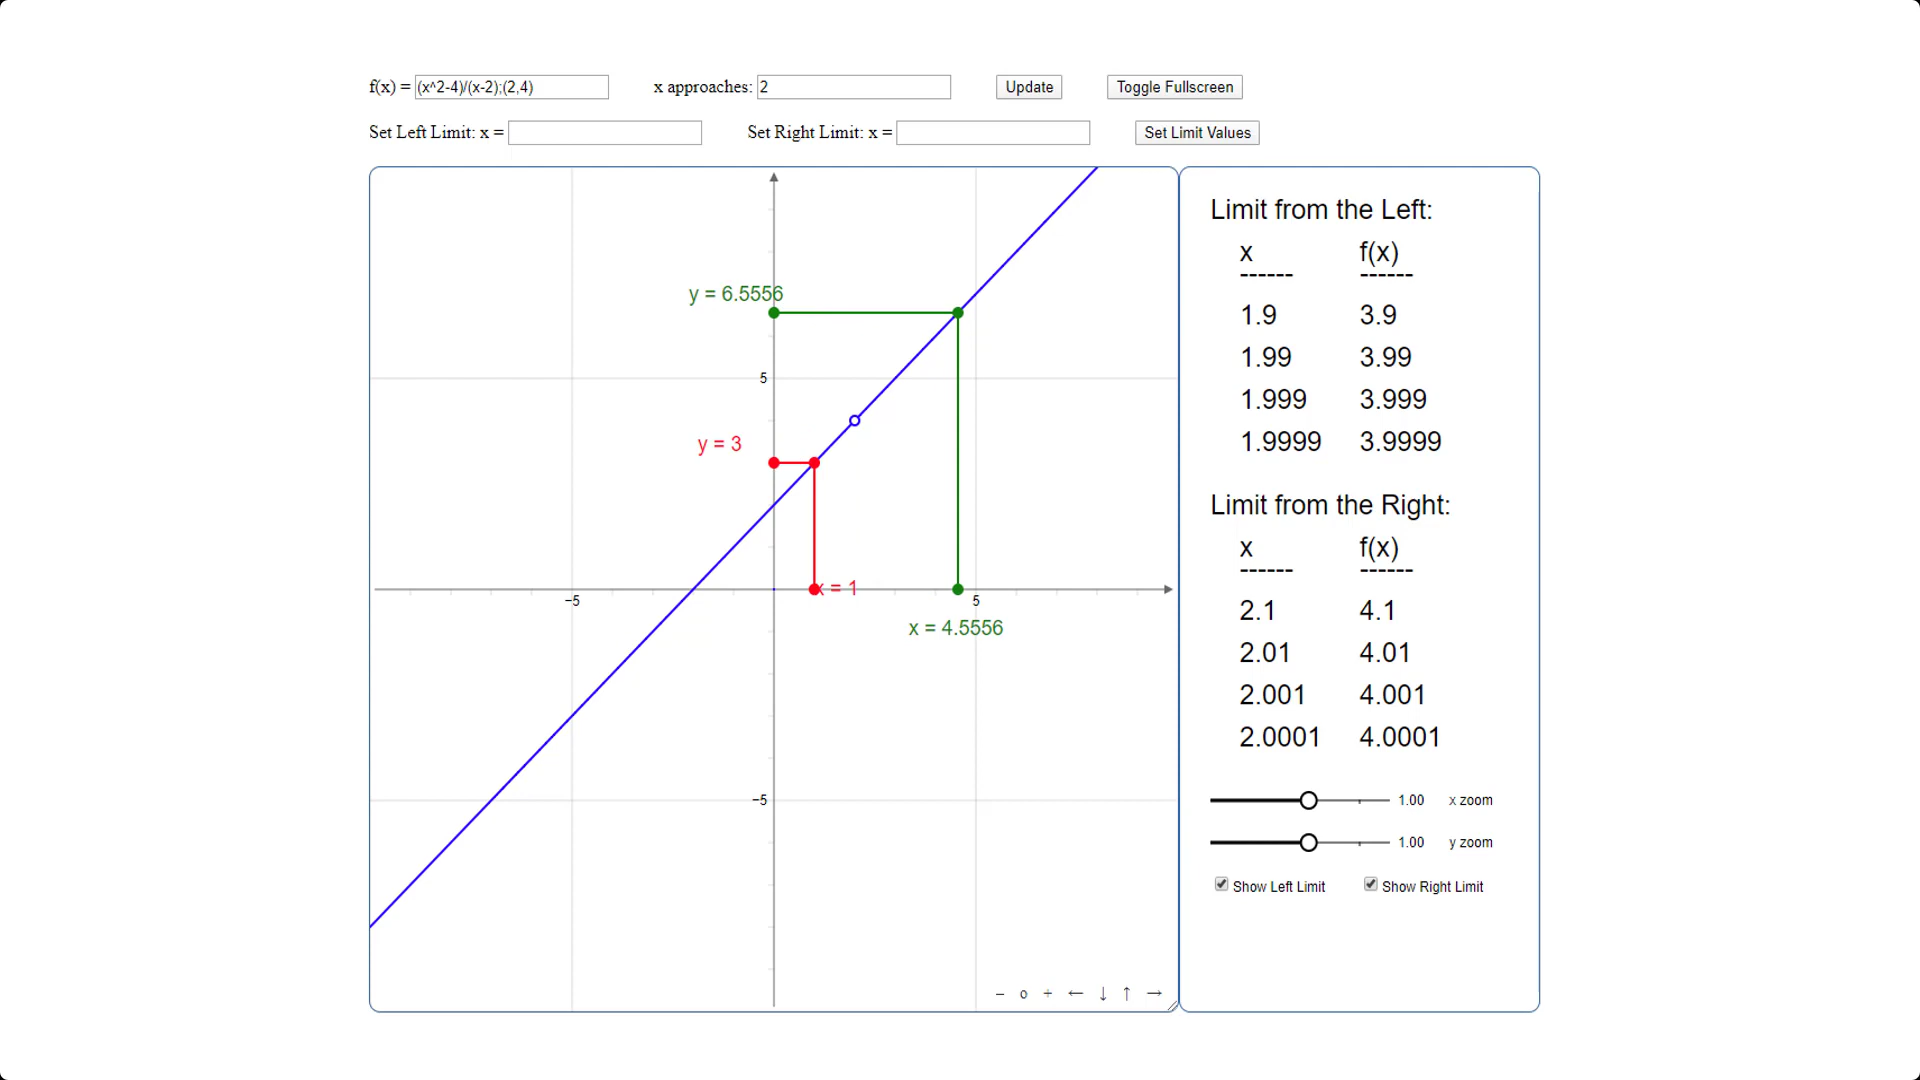 f(x) = (x^2-4)/(x-2);(2,4) x approaches: 2 Update Toggle Fullscreen
Set Left Limit: x = Set Right Limit: x = Set Limit Values
y = 6.5556
5
y = 3
x = 1
−5 5
x = 4.5556
−5
− o + ← ↓ ↑ →
Limit from the Left:
x f(x)
------ ------
1.9 3.9
1.99 3.99
1.999 3.999
1.9999 3.9999
Limit from the Right:
x f(x)
------ ------
2.1 4.1
2.01 4.01
2.001 4.001
2.0001 4.0001
1.00 x zoom
1.00 y zoom
Show Left Limit Show Right Limit